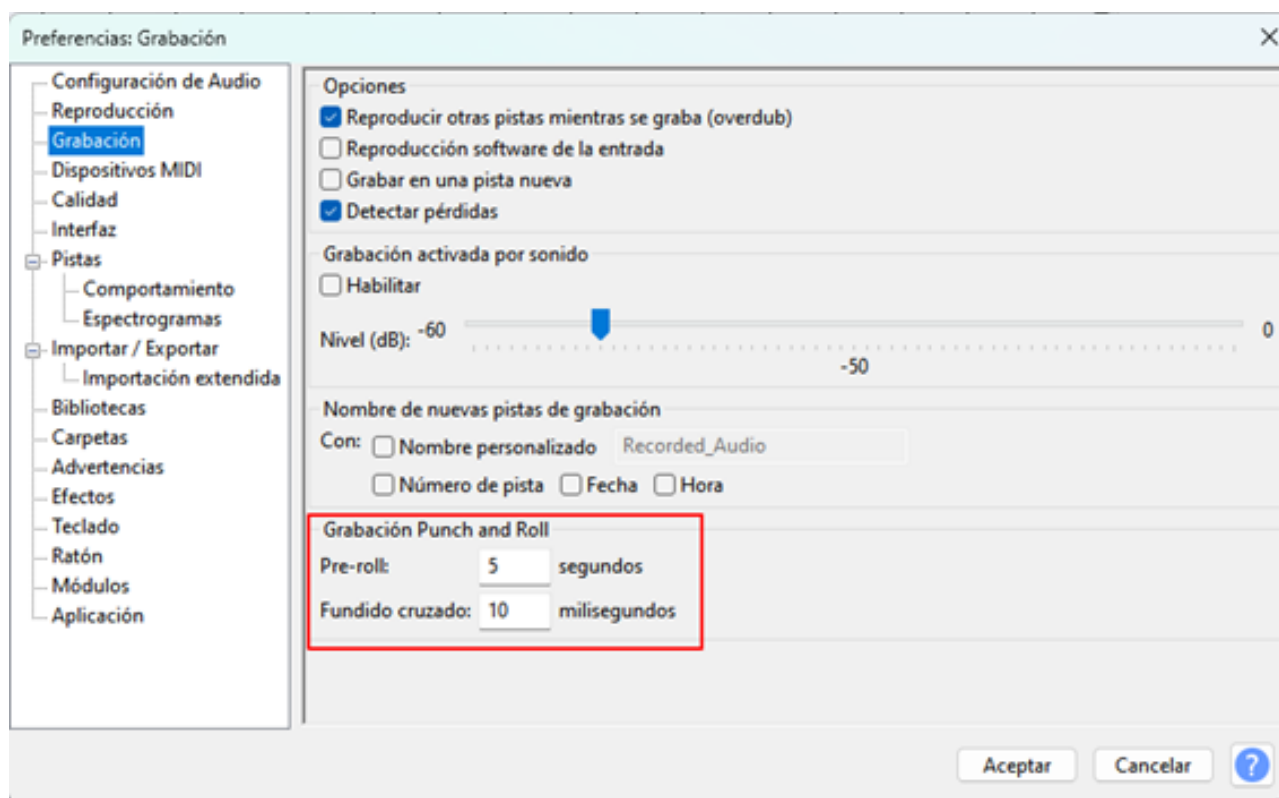 Preferencias: Grabación
Configuración de Audio
Reproducción
Grabación
Dispositivos MIDI
Calidad
Interfaz
Pistas
Comportamiento
Espectrogramas
Importar / Exportar
Importación extendida
Bibliotecas
Carpetas
Advertencias
Efectos
Teclado
Ratón
Módulos
Aplicación
Opciones
Reproducir otras pistas mientras se graba (overdub)
Reproducción software de la entrada
Grabar en una pista nueva
Detectar pérdidas
Grabación activada por sonido
Habilitar
Nivel (dB): -60 0
-50
Nombre de nuevas pistas de grabación
Con: Nombre personalizado Recorded_Audio
Número de pista Fecha Hora
Grabación Punch and Roll
Pre-roll: 5 segundos
Fundido cruzado: 10 milisegundos
Aceptar Cancelar ?